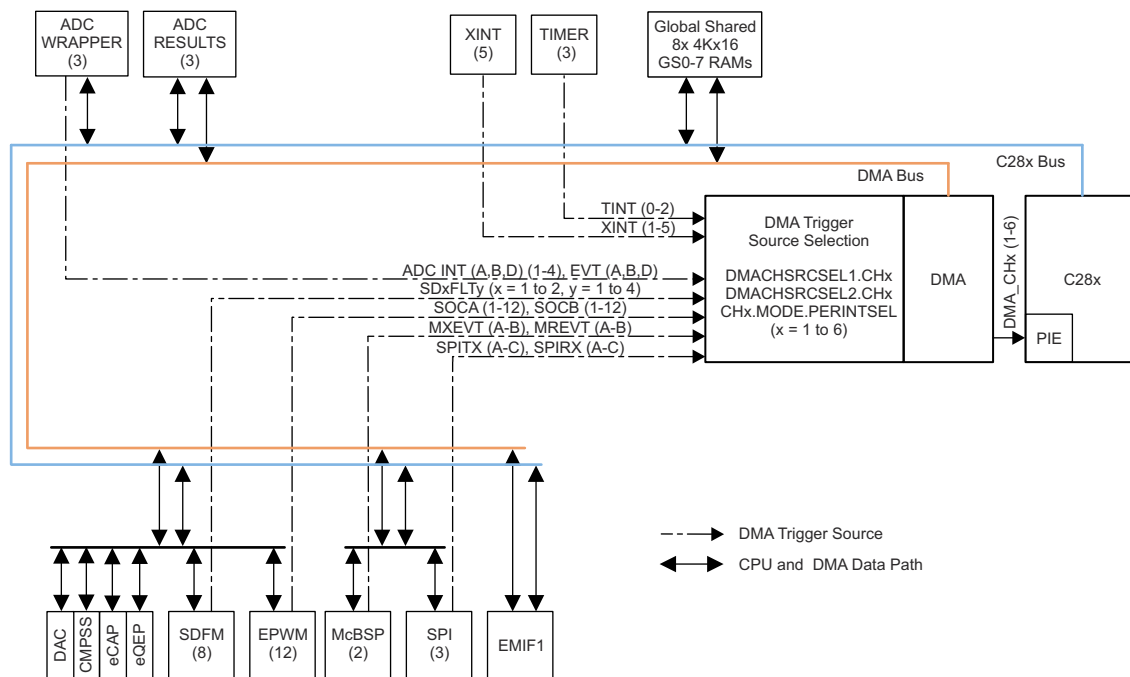 ADC
WRAPPER
(3)
ADC
RESULTS
(3)
XINT
(5)
TIMER
(3)
Global Shared
8x 4Kx16
GS0-7 RAMs
C28x Bus
DMA Bus
TINT (0-2)
XINT (1-5)
ADC INT (A,B,D) (1-4), EVT (A,B,D)
SDxFLTy (x = 1 to 2, y = 1 to 4)
SOCA (1-12), SOCB (1-12)
MXEVT (A-B), MREVT (A-B)
SPITX (A-C), SPIRX (A-C)
DMA Trigger
Source Selection
DMACHSRCSEL1.CHx
DMACHSRCSEL2.CHx
CHx.MODE.PERINTSEL
(x = 1 to 6)
DMA
DMA_CHx (1-6)
C28x
PIE
DMA Trigger Source
CPU and DMA Data Path
DAC
CMPSS
eCAP
eQEP
SDFM
(8)
EPWM
(12)
McBSP
(2)
SPI
(3)
EMIF1